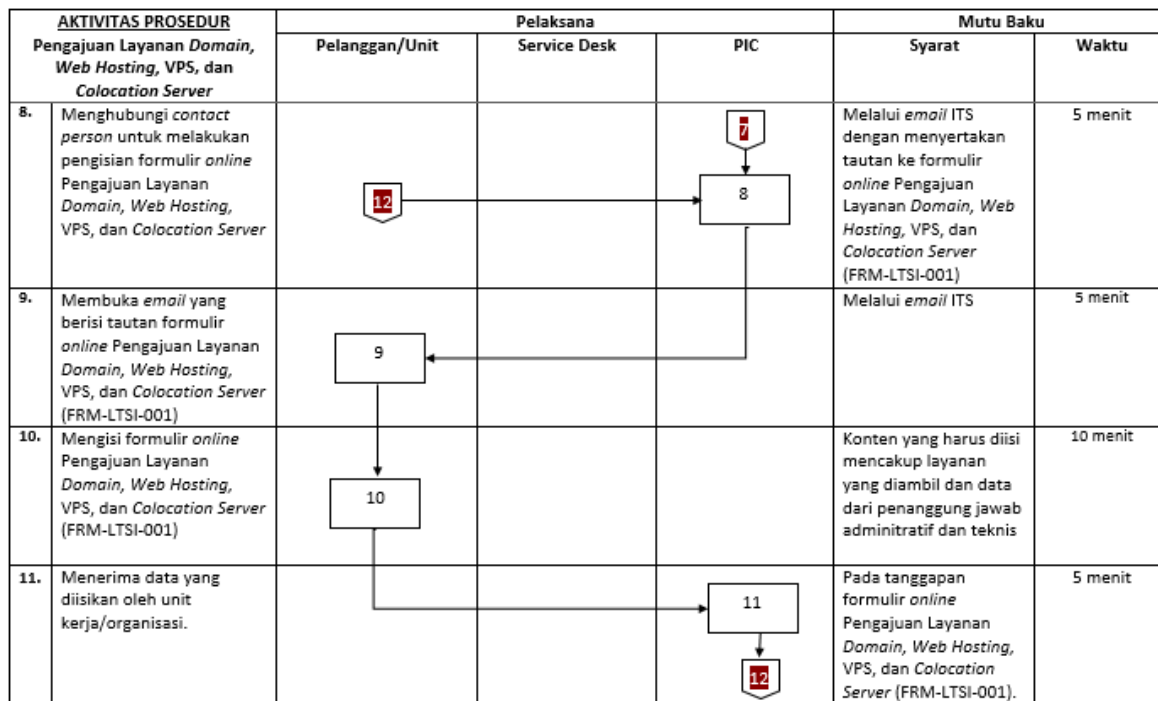 AKTIVITAS PROSEDUR
Pengajuan Layanan Domain,
Web Hosting, VPS, dan
Colocation Server
Pelaksana
Mutu Baku
Pelanggan/Unit
Service Desk
PIC
Syarat
Waktu
8.
Menghubungi contact
person untuk melakukan
pengisian formulir online
Pengajuan Layanan
Domain, Web Hosting,
VPS, dan Colocation Server
12
7
8
Melalui email ITS
dengan menyertakan
tautan ke formulir
online Pengajuan
Layanan Domain, Web
Hosting, VPS, dan
Colocation Server
(FRM-LTSI-001)
5 menit
9.
Membuka email yang
berisi tautan formulir
online Pengajuan Layanan
Domain, Web Hosting,
VPS, dan Colocation Server
(FRM-LTSI-001)
9
Melalui email ITS
5 menit
10.
Mengisi formulir online
Pengajuan Layanan
Domain, Web Hosting,
VPS, dan Colocation Server
(FRM-LTSI-001)
10
Konten yang harus diisi
mencakup layanan
yang diambil dan data
dari penanggung jawab
adminitratif dan teknis
10 menit
11.
Menerima data yang
diisikan oleh unit
kerja/organisasi.
11
12
Pada tanggapan
formulir online
Pengajuan Layanan
Domain, Web Hosting,
VPS, dan Colocation
Server (FRM-LTSI-001).
5 menit